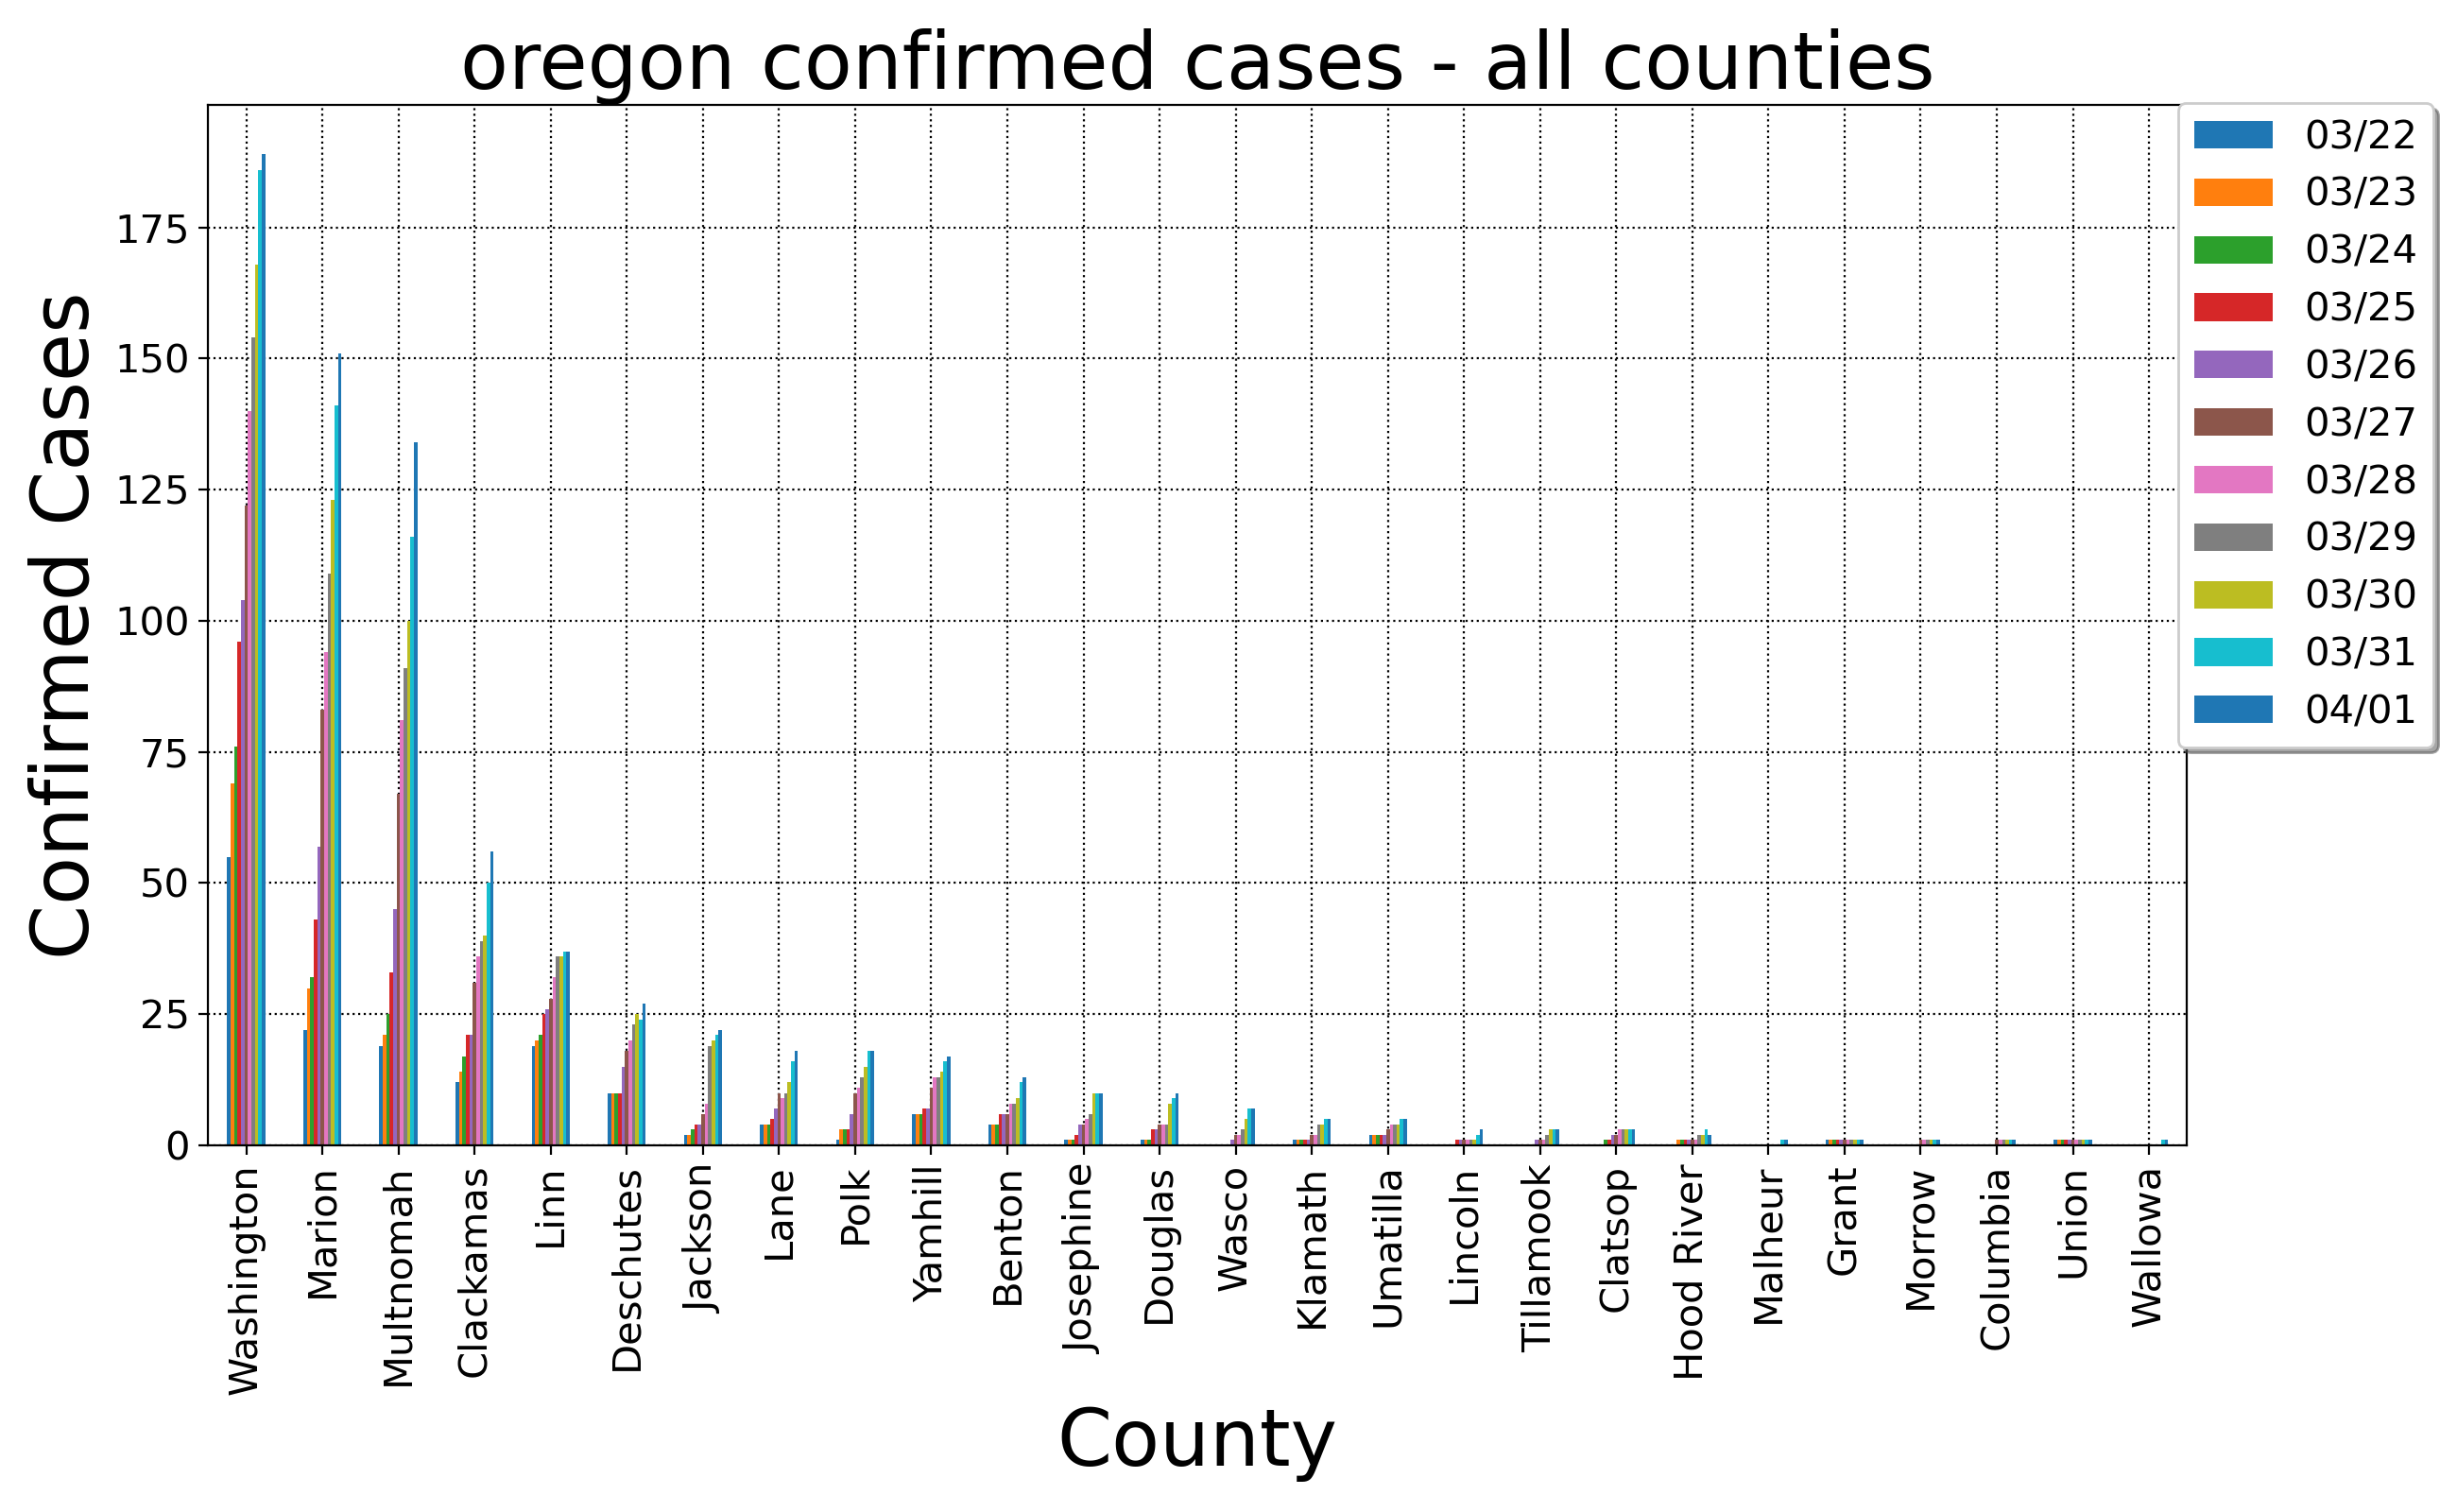 oregon confirmed cases - all counties
Confirmed Cases
175
150
125
100
75
50
25
0
03/22
03/23
03/24
03/25
03/26
03/27
03/28
03/29
03/30
03/31
04/01
Washington
Marion
Multnomah
Clackamas
Linn
Deschutes
Jackson
Lane
Polk
Yamhill
Benton
Josephine
Douglas
Wasco
Klamath
Umatilla
Lincoln
Tillamook
Clatsop
Hood River
Malheur
Grant
Morrow
Columbia
Union
Wallowa
County